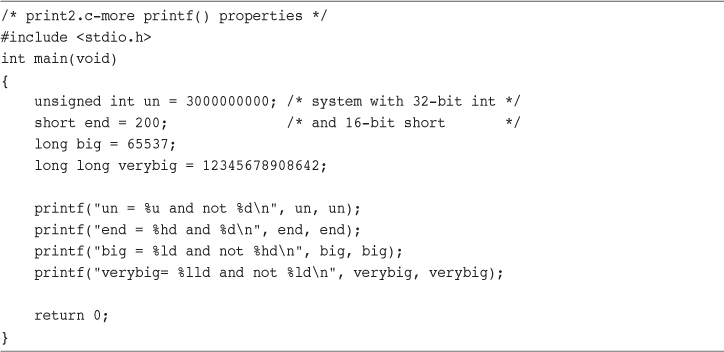 /* print2.c-more printf() properties */
#include <stdio.h>
int main(void)
{
    unsigned int un = 3000000000; /* system with 32-bit int */
    short end = 200;              /* and 16-bit short       */
    long big = 65537;
    long long verybig = 12345678908642;

    printf("un = %u and not %d\n", un, un);
    printf("end = %hd and %d\n", end, end);
    printf("big = %ld and not %hd\n", big, big);
    printf("verybig= %lld and not %ld\n", verybig, verybig);

    return 0;
}